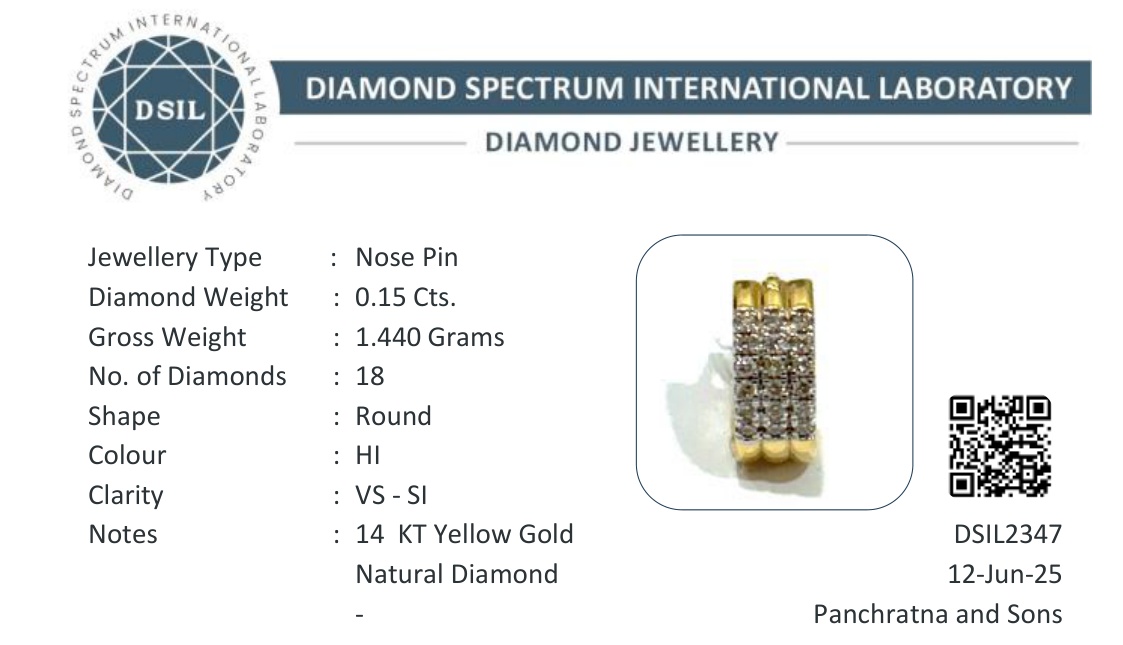 DIAMOND SPECTRUM INTERNATIONAL LABORATORY
DSIL
DIAMOND SPECTRUM INTERNATIONAL LABORATORY
DIAMOND JEWELLERY
Jewellery Type : Nose Pin
Diamond Weight : 0.15 Cts.
Gross Weight : 1.440 Grams
No. of Diamonds : 18
Shape : Round
Colour : HI
Clarity : VS - SI
Notes : 14 KT Yellow Gold
Natural Diamond
-
DSIL2347
12-Jun-25
Panchratna and Sons